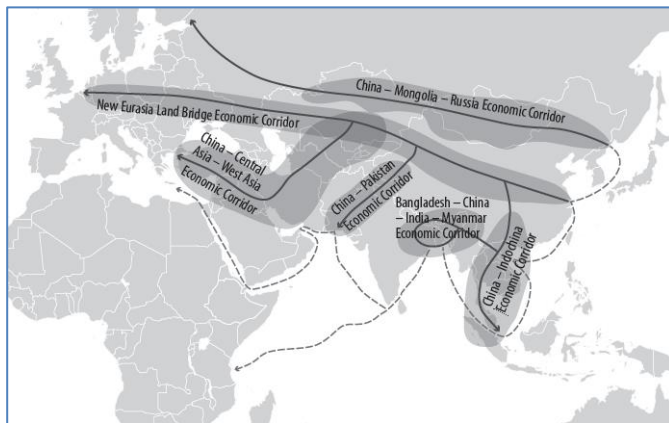 China – Mongolia – Russia Economic Corridor
New Eurasia Land Bridge Economic Corridor
China – Central
Asia – West Asia
Economic Corridor
China – Pakistan
Economic Corridor
Bangladesh – China
– India – Myanmar
Economic Corridor
China – Indochina
Economic Corridor